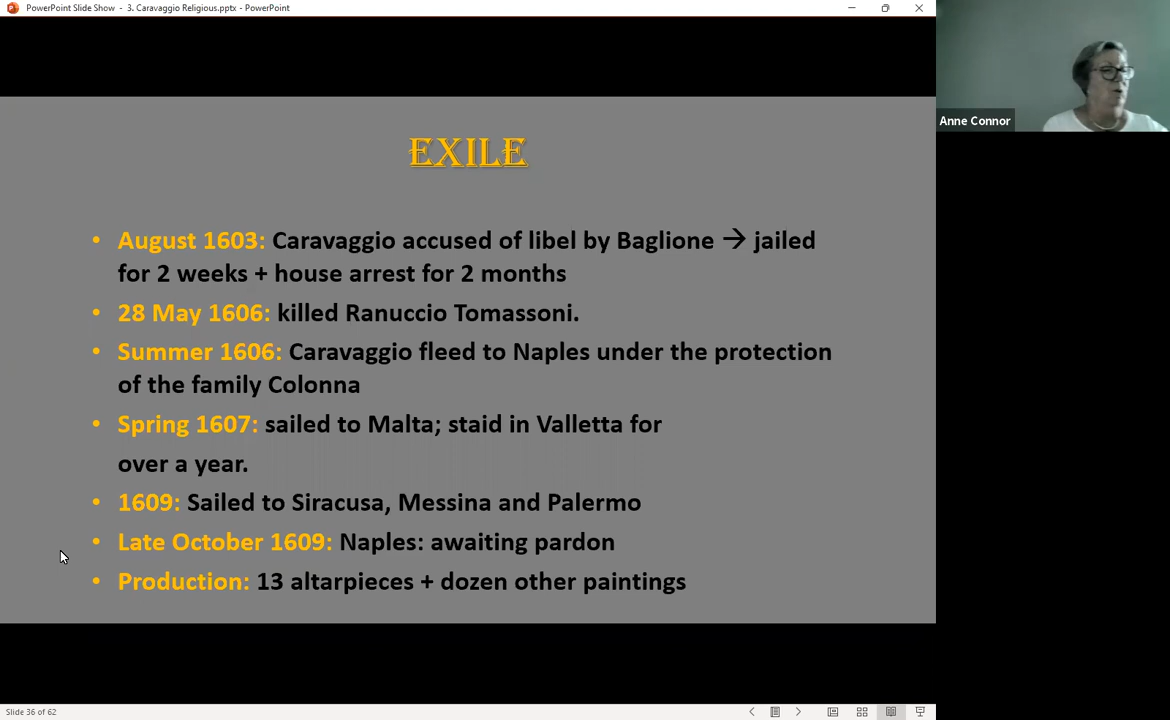 PowerPoint Slide Show - 3. Caravaggio Religious.pptx - PowerPoint
Anne Connor
EXILE
• August 1603: Caravaggio accused of libel by Baglione → jailed
for 2 weeks + house arrest for 2 months
• 28 May 1606: killed Ranuccio Tomassoni.
• Summer 1606: Caravaggio fleed to Naples under the protection
of the family Colonna
• Spring 1607: sailed to Malta; staid in Valletta for
over a year.
• 1609: Sailed to Siracusa, Messina and Palermo
• Late October 1609: Naples: awaiting pardon
• Production: 13 altarpieces + dozen other paintings
Slide 36 of 62